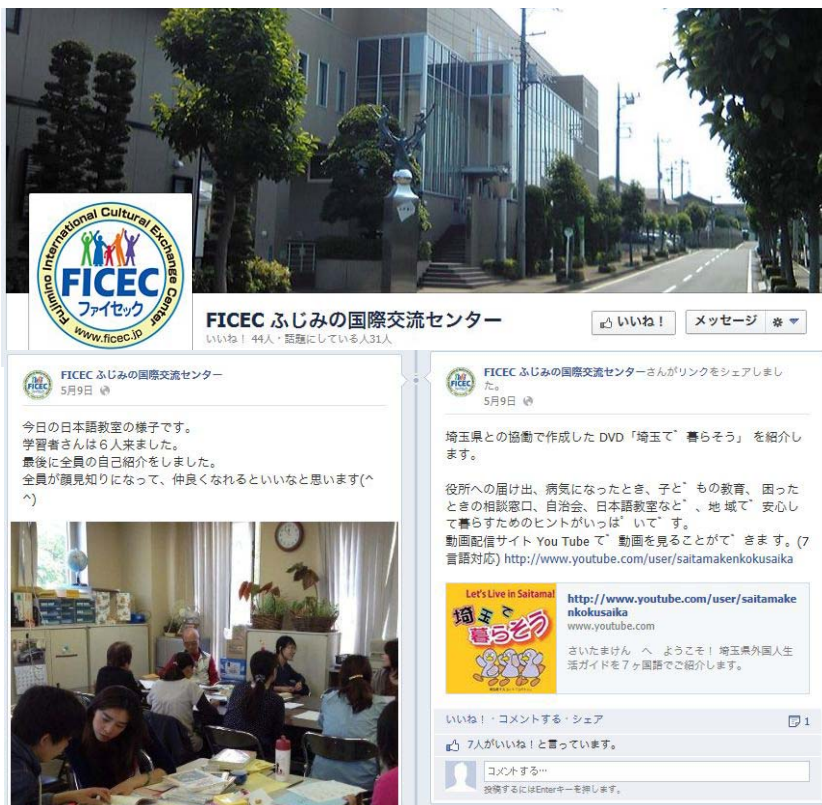 Fujimino International Cultural Exchange Center
FICEC
ファイセック
www.ficec.jp
FICEC ふじみの国際交流センター
いいね！ 44人・話題にしている人31人
いいね！
メッセージ
FICEC ふじみの国際交流センター
5月9日
今日の日本語教室の様子です。
学習者さんは６人来ました。
最後に全員の自己紹介をしました。
全員が顔見知りになって、仲良くなれるといいなと思います(^
^)
FICEC ふじみの国際交流センターさんがリンクをシェアしまし
た。
5月9日
埼玉県との協働で作成した DVD「埼玉て゛暮らそう」 を紹介し
ます。
役所への届け出、病気になったとき、子と゛もの教育、 困った
ときの相談窓口、自治会、日本語教室なと゛、地 域て゛安心し
て暮らすためのヒントがいっは゜いて゛す。
動画配信サイト You Tube て゛動画を見ることがて゛きま す。(7
言語対応) http://www.youtube.com/user/saitamakenkokusaika
Let's Live in Saitama!
埼玉で
暮らそう
http://www.youtube.com/user/saitamake
nkokusaika
www.youtube.com
さいたまけん へ ようこそ！ 埼玉県外国人生
活ガイドを７ヶ国語でご紹介します。
いいね！ · コメントする · シェア
1
7人がいいね！と言っています。
コメントする…
投稿するにはEnterキーを押します。